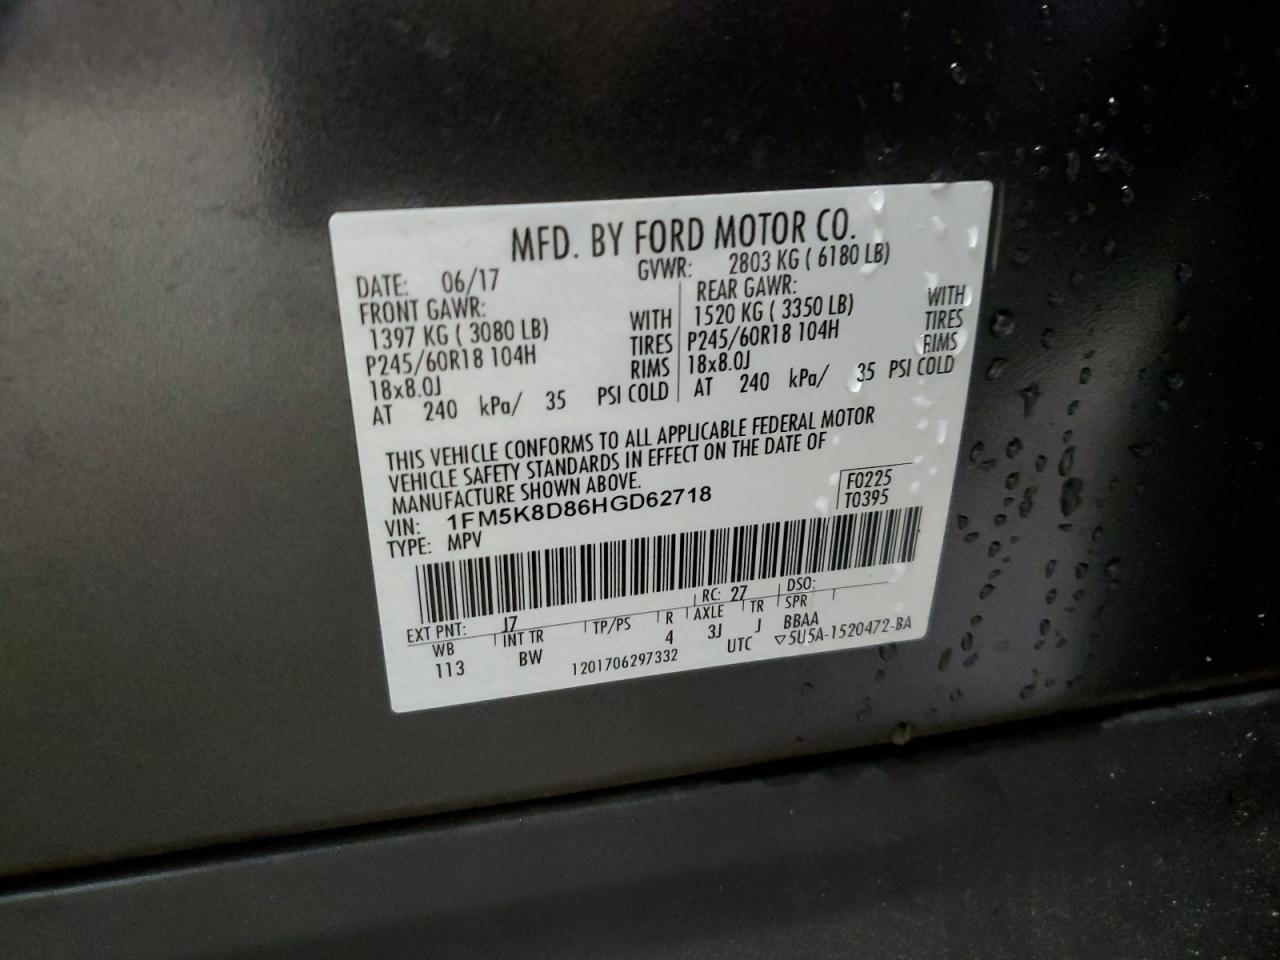 MFD. BY FORD MOTOR CO.
DATE: 06/17 GVWR: 2803 KG ( 6180 LB)
FRONT GAWR: REAR GAWR:
1397 KG ( 3080 LB) WITH 1520 KG ( 3350 LB) WITH
P245/60R18 104H TIRES P245/60R18 104H TIRES
18x8.0J RIMS 18x8.0J RIMS
AT 240 kPa/ 35 PSI COLD AT 240 kPa/ 35 PSI COLD
THIS VEHICLE CONFORMS TO ALL APPLICABLE FEDERAL MOTOR
VEHICLE SAFETY STANDARDS IN EFFECT ON THE DATE OF
MANUFACTURE SHOWN ABOVE.
VIN: 1FM5K8D86HGD62718 F0225
TYPE: MPV T0395
EXT PNT: J7 RC: 27 DSO:
WB INT TR TP/PS R AXLE TR SPR
113 BW 4 3J J BBAA
1201706297332 UTC ▽5U5A-1520472-BA